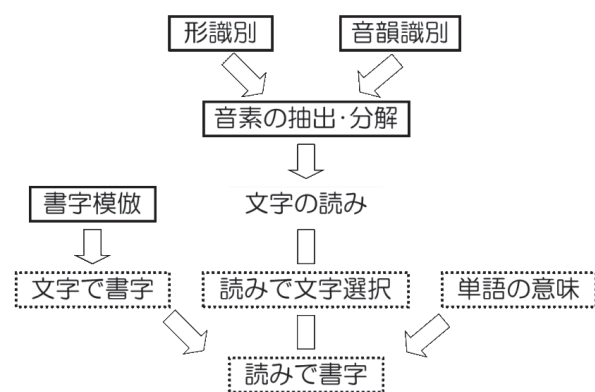 形識別
音韻識別
音素の抽出・分解
書字模倣
文字の読み
文字で書字
読みで文字選択
単語の意味
読みで書字